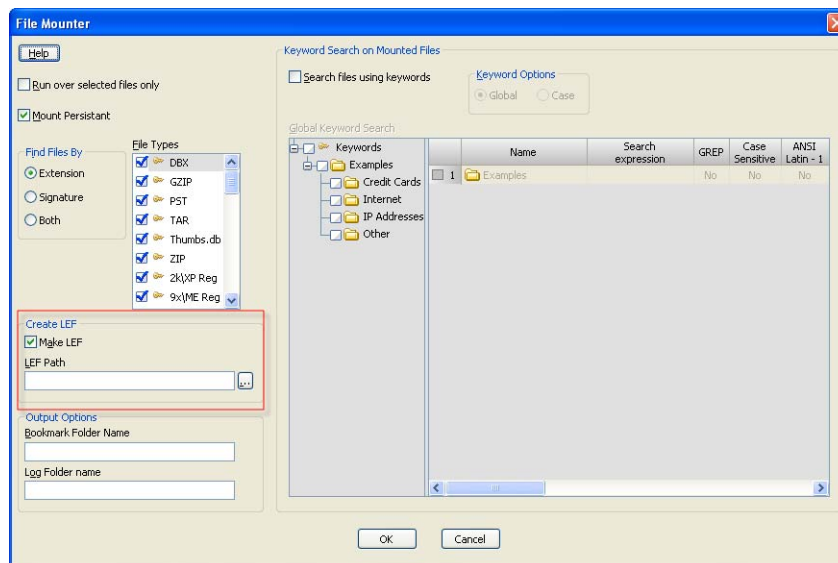 File Mounter
Help
Run over selected files only
Mount Persistant
Find Files By
Extension
Signature
Both
File Types
DBX
GZIP
PST
TAR
Thumbs.db
ZIP
2k\XP Reg
9x\ME Reg
Create LEF
Make LEF
LEF Path
...
Output Options
Bookmark Folder Name
Log Folder name
Keyword Search on Mounted Files
Search files using keywords
Keyword Options
Global
Case
Global Keyword Search
Keywords
Examples
Credit Cards
Internet
IP Addresses
Other
Name
Search
expression
GREP
Case
Sensitive
ANSI
Latin - 1
1 Examples No No No
OK
Cancel